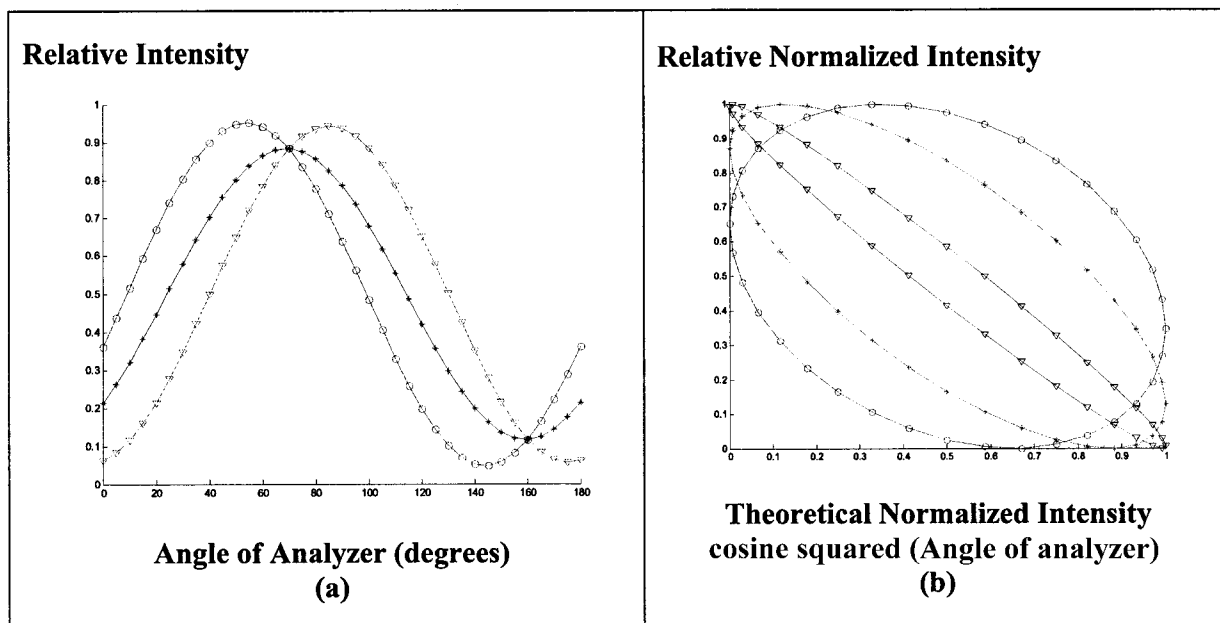 Relative Intensity
1
0.9
0.8
0.7
0.6
0.5
0.4
0.3
0.2
0.1
0
0 20 40 60 80 100 120 140 160 180
Angle of Analyzer (degrees)
(a)
Relative Normalized Intensity
1
0.9
0.8
0.7
0.6
0.5
0.4
0.3
0.2
0.1
0
0 0.1 0.2 0.3 0.4 0.5 0.6 0.7 0.8 0.9 1
Theoretical Normalized Intensity
cosine squared (Angle of analyzer)
(b)